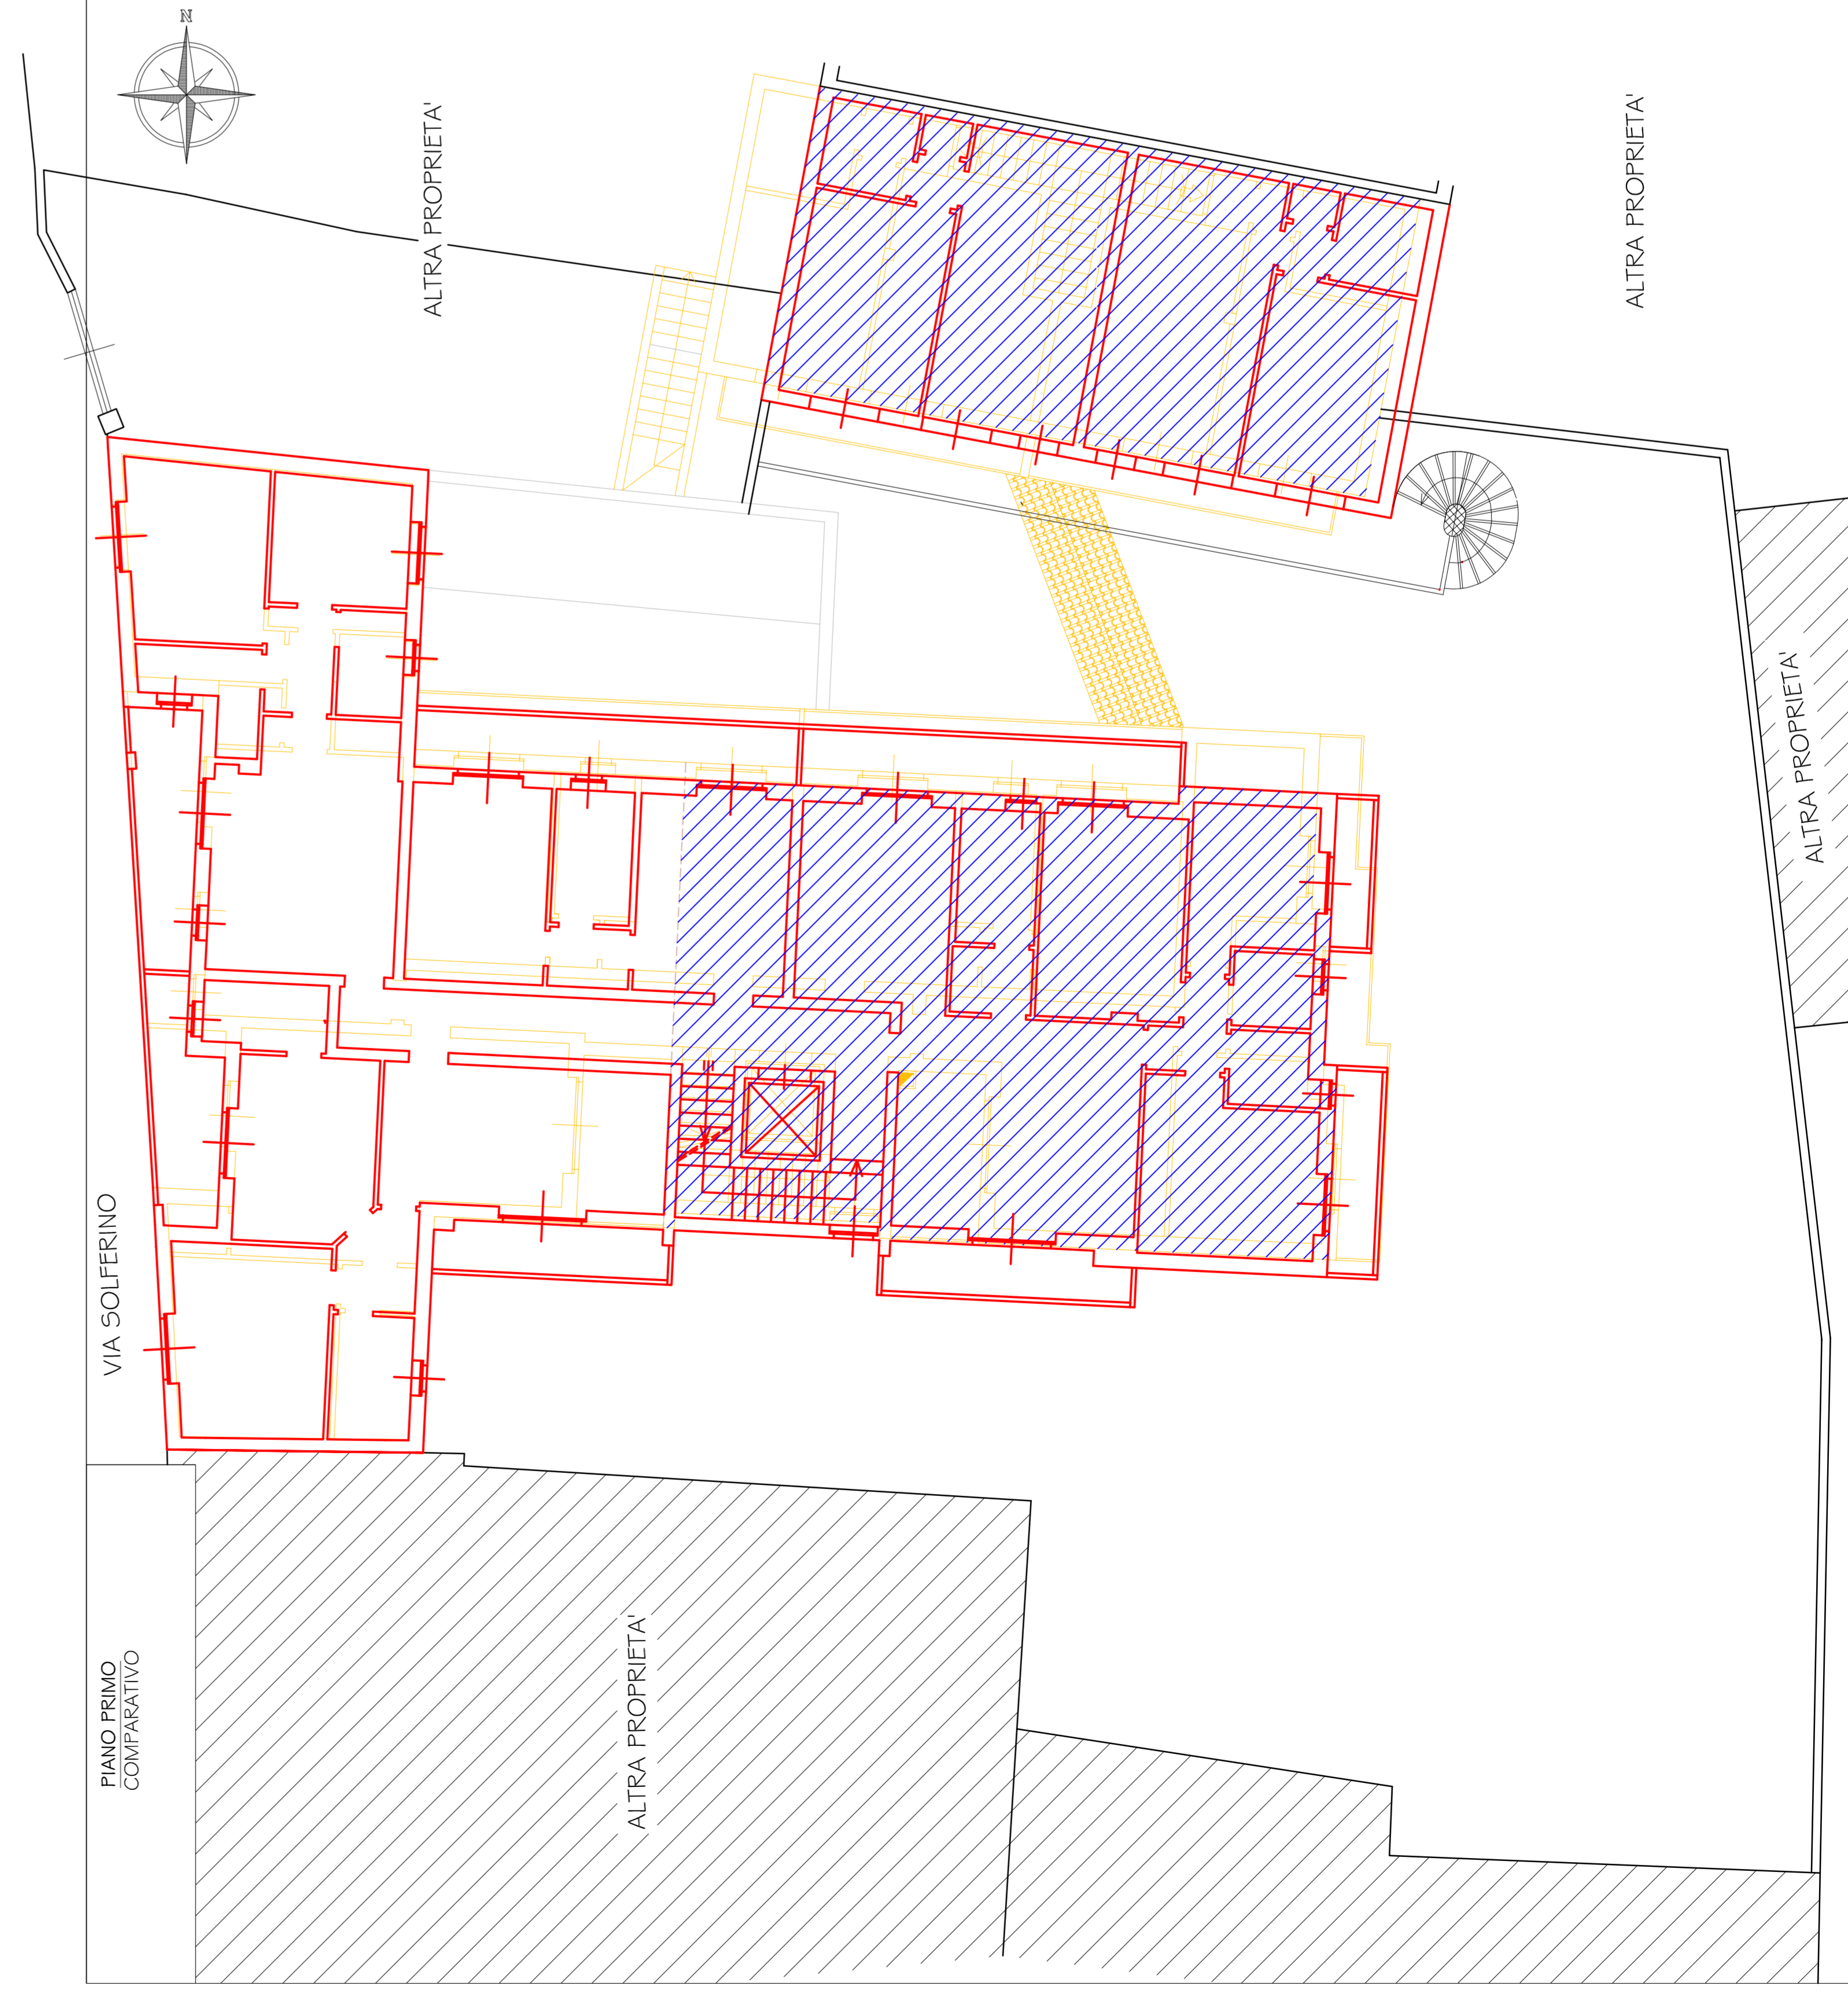 N
ALTRA PROPRIETA'
ALTRA PROPRIETA'
ALTRA PROPRIETA'
VIA SOLFERINO
ALTRA PROPRIETA'
PIANO PRIMO
COMPARATIVO